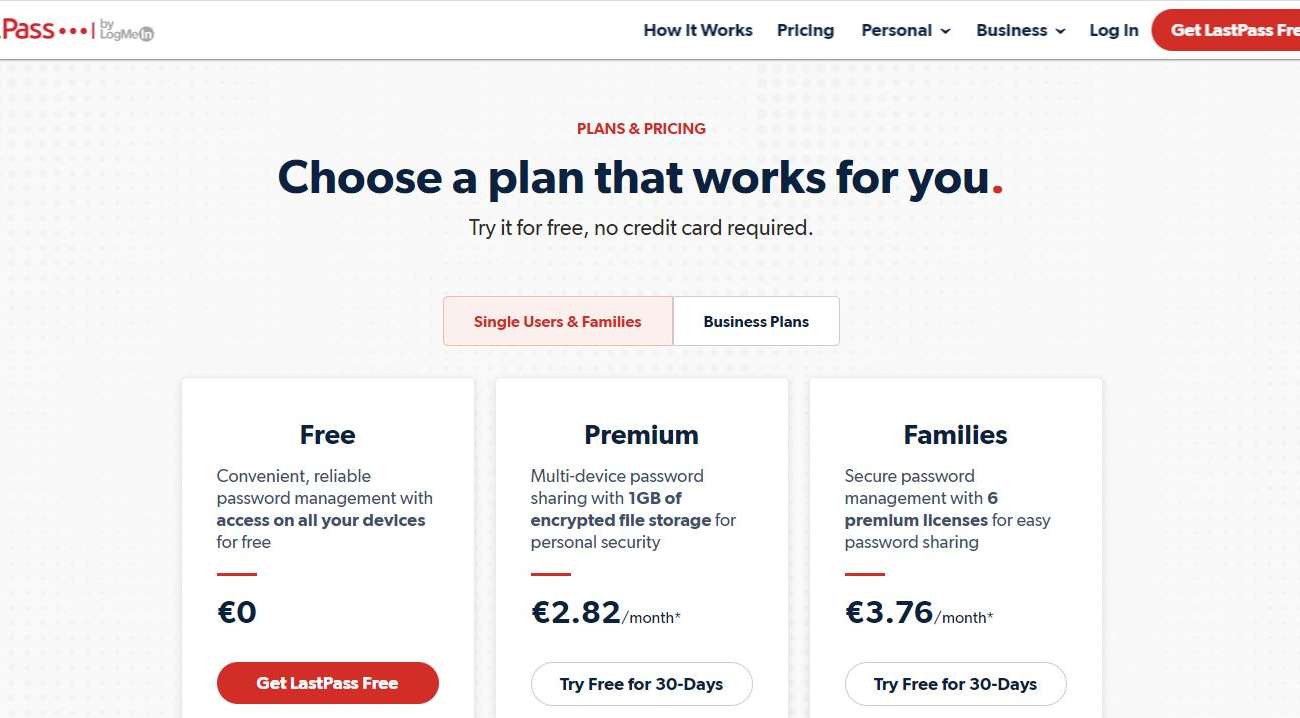 Pass •••| by LogMeIn
How It Works Pricing Personal Business Log In Get LastPass Fre
PLANS & PRICING
Choose a plan that works for you.
Try it for free, no credit card required.
Single Users & Families Business Plans
Free
Convenient, reliable
password management with
access on all your devices
for free
€0
Get LastPass Free
Premium
Multi-device password
sharing with 1GB of
encrypted file storage for
personal security
€2.82/month*
Try Free for 30-Days
Families
Secure password
management with 6
premium licenses for easy
password sharing
€3.76/month*
Try Free for 30-Days